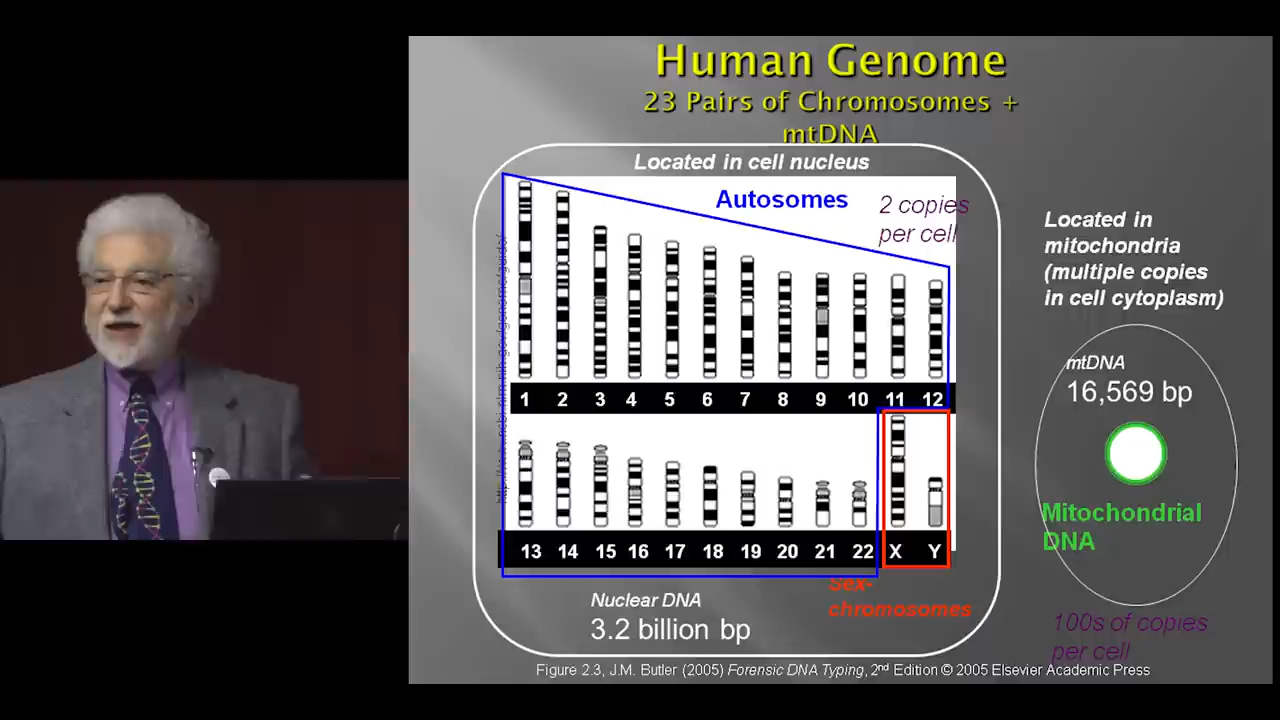 Human Genome
23 Pairs of Chromosomes +
mtDNA
Located in cell nucleus
Autosomes
2 copies
per cell
1 2 3 4 5 6 7 8 9 10 11 12
13 14 15 16 17 18 19 20 21 22 X Y
Sex-
chromosomes
Nuclear DNA
3.2 billion bp
Located in
mitochondria
(multiple copies
in cell cytoplasm)
mtDNA
16,569 bp
Mitochondrial
DNA
100s of copies
per cell
Figure 2.3, J.M. Butler (2005) Forensic DNA Typing, 2nd Edition © 2005 Elsevier Academic Press